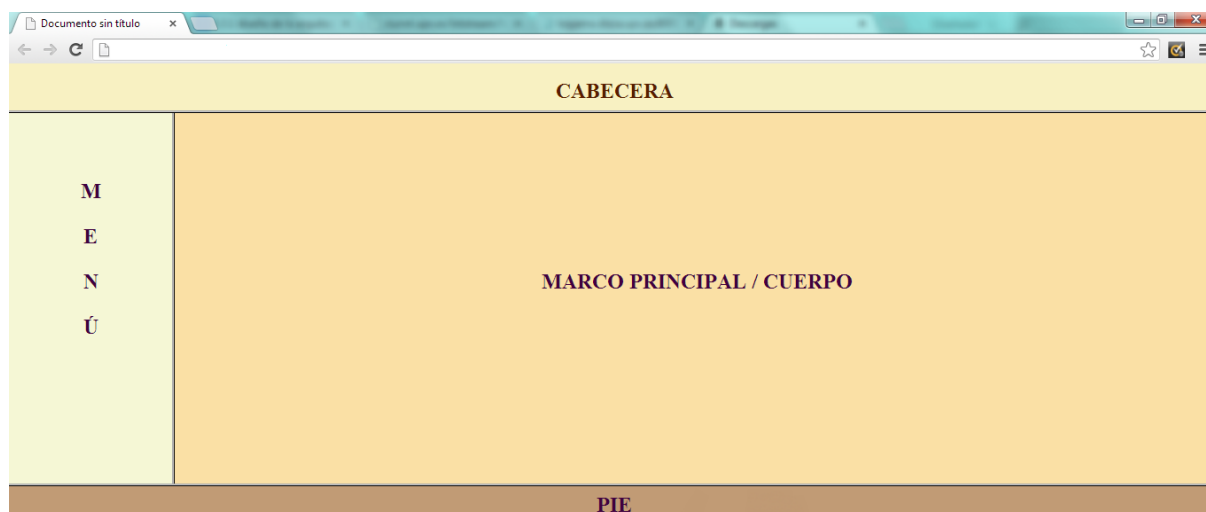 Documento sin título
CABECERA
M
E
N
Ú
MARCO PRINCIPAL / CUERPO
PIE